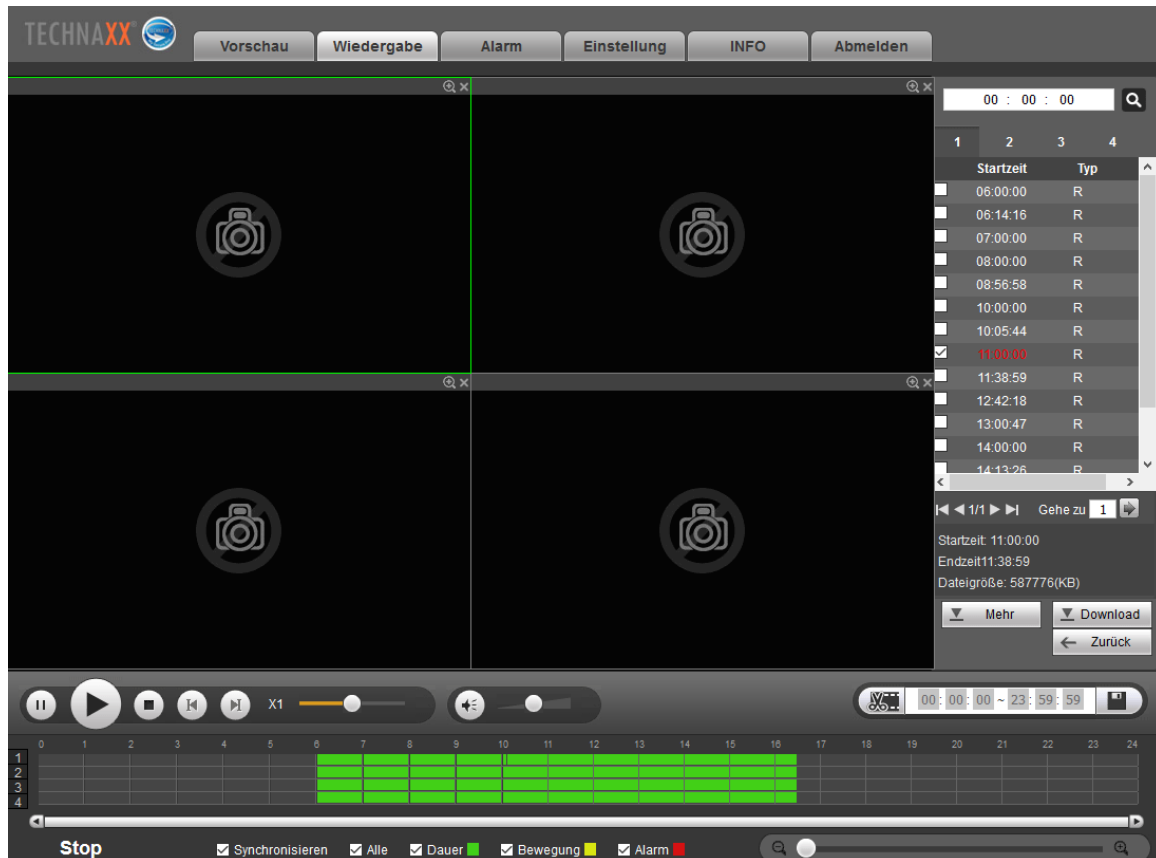 TECHNAXX®
Vorschau Wiedergabe Alarm Einstellung INFO Abmelden
00 : 00 : 00
1 2 3 4
Startzeit Typ
06:00:00 R
06:14:16 R
07:00:00 R
08:00:00 R
08:56:58 R
10:00:00 R
10:05:44 R
11:00:00 R
11:38:59 R
12:42:18 R
13:00:47 R
14:00:00 R
14:13:26 R
1/1 Gehe zu 1
Startzeit: 11:00:00
Endzeit11:38:59
Dateigröße: 587776(KB)
Mehr Download
Zurück
X1
00 : 00 : 00 ~ 23 : 59 : 59
0 1 2 3 4 5 6 7 8 9 10 11 12 13 14 15 16 17 18 19 20 21 22 23 24
1
2
3
4
Stop Synchronisieren Alle Dauer Bewegung Alarm